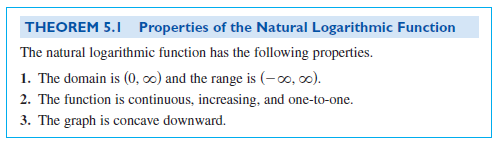 THEOREM 5.1 Properties of the Natural Logarithmic Function
The natural logarithmic function has the following properties.
1. The domain is (0, ∞) and the range is (−∞, ∞).
2. The function is continuous, increasing, and one-to-one.
3. The graph is concave downward.